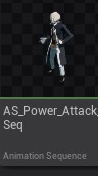 AS_Power_Attack_
Seq
Animation Sequence